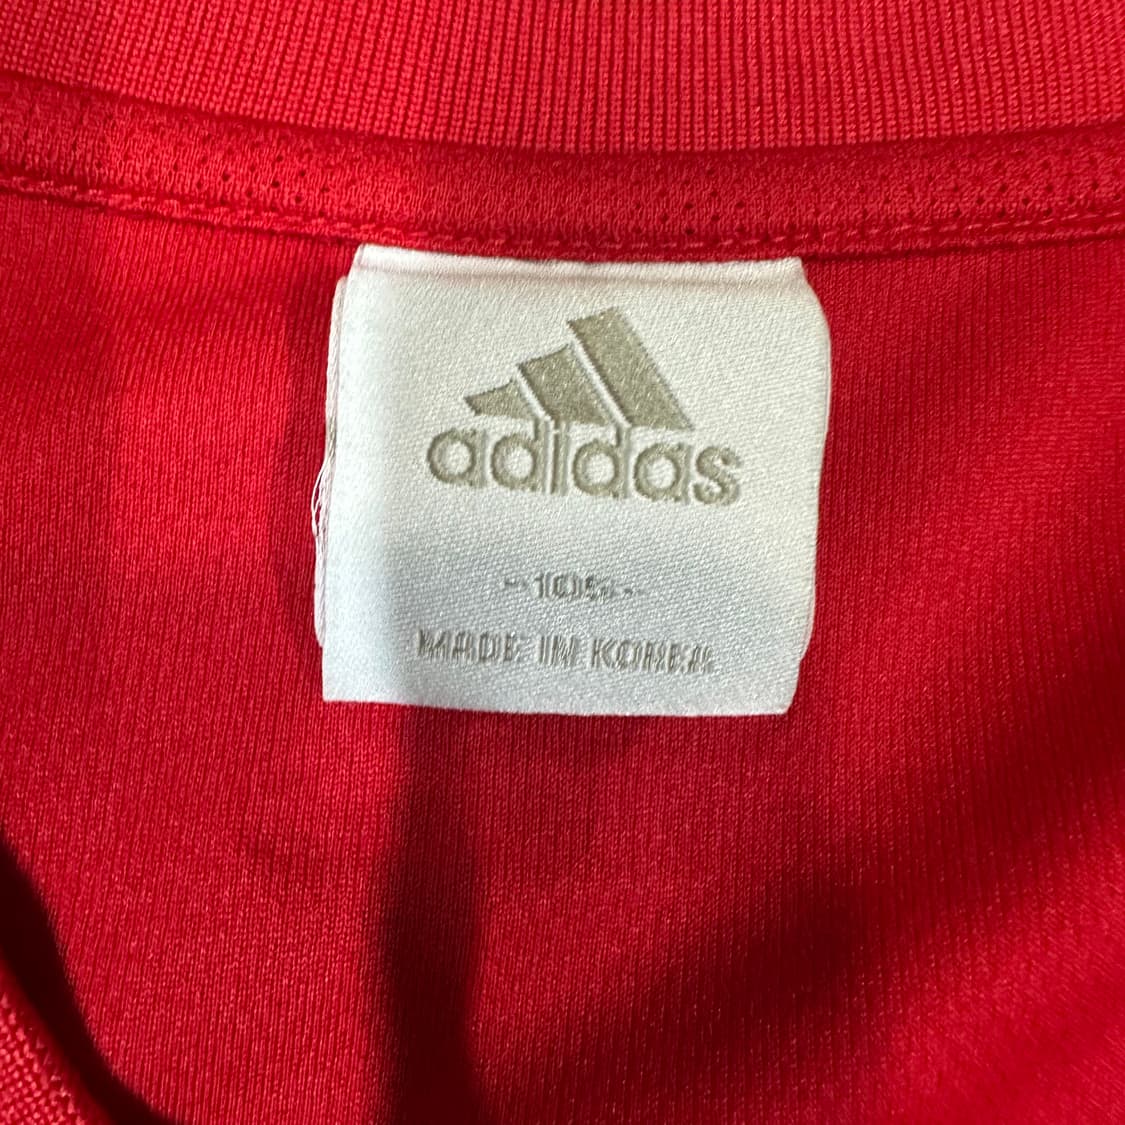 adidas
-105-
MADE IN KOREA